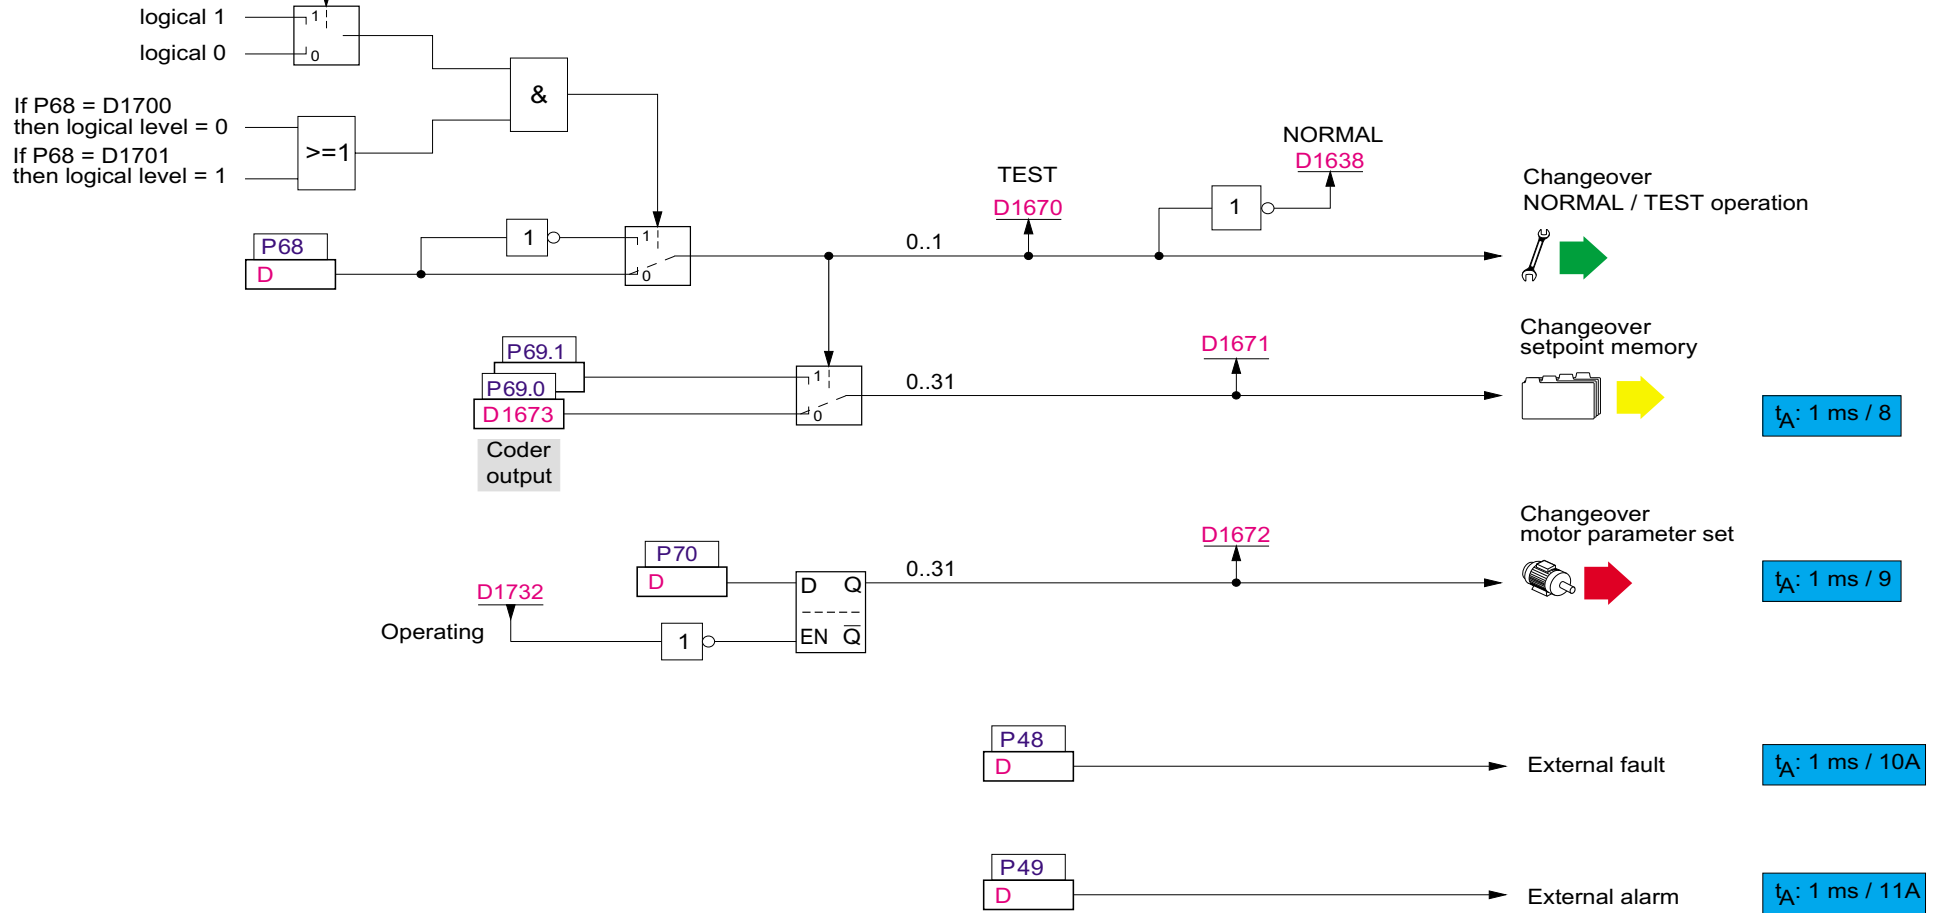 logical 1
1
logical 0
0
If P68 = D1700
then logical level = 0
If P68 = D1701
then logical level = 1
>=1
&
NORMAL
D1638
TEST
D1670
1
Changeover
NORMAL / TEST operation
P68
D
1
1
0
0..1
P69.1
P69.0
D1673
Coder
output
1
0
0..31
D1671
Changeover
setpoint memory
tA: 1 ms / 8
P70
D
D1732
Operating
1
D Q
EN Q̅
0..31
D1672
Changeover
motor parameter set
tA: 1 ms / 9
P48
D
External fault
tA: 1 ms / 10A
P49
D
External alarm
tA: 1 ms / 11A